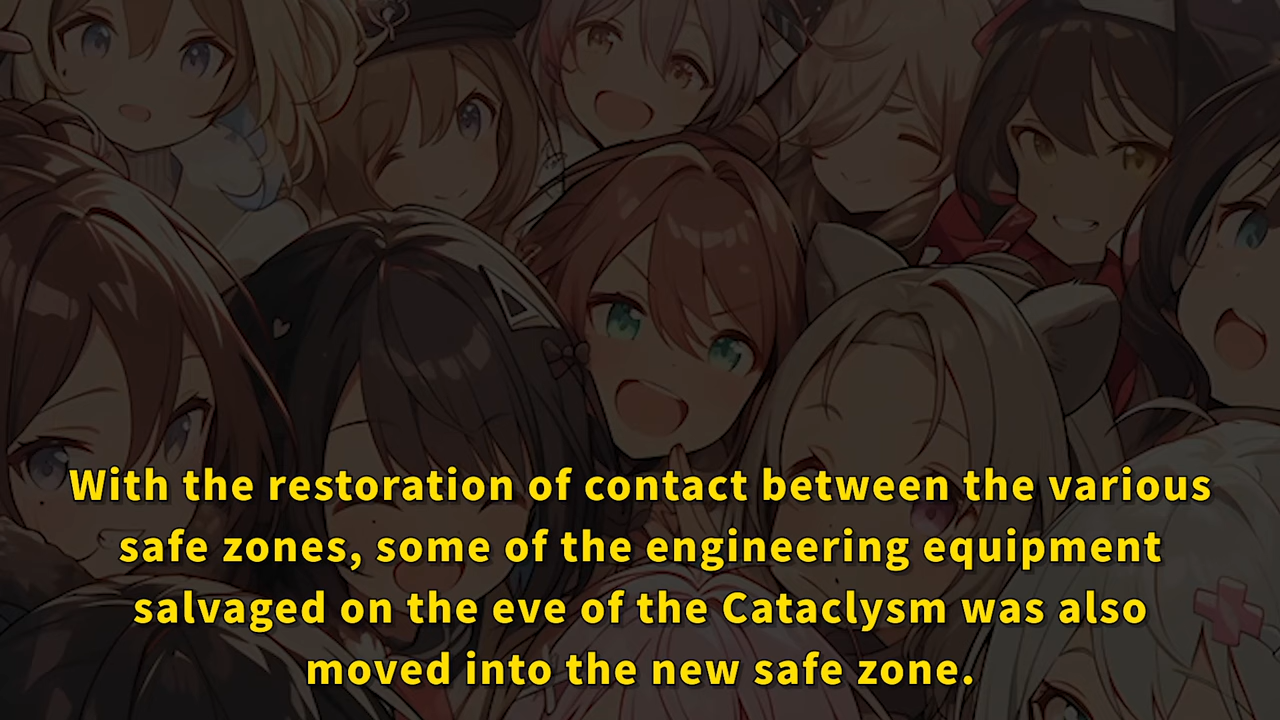 With the restoration of contact between the various
safe zones, some of the engineering equipment
salvaged on the eve of the Cataclysm was also
moved into the new safe zone.